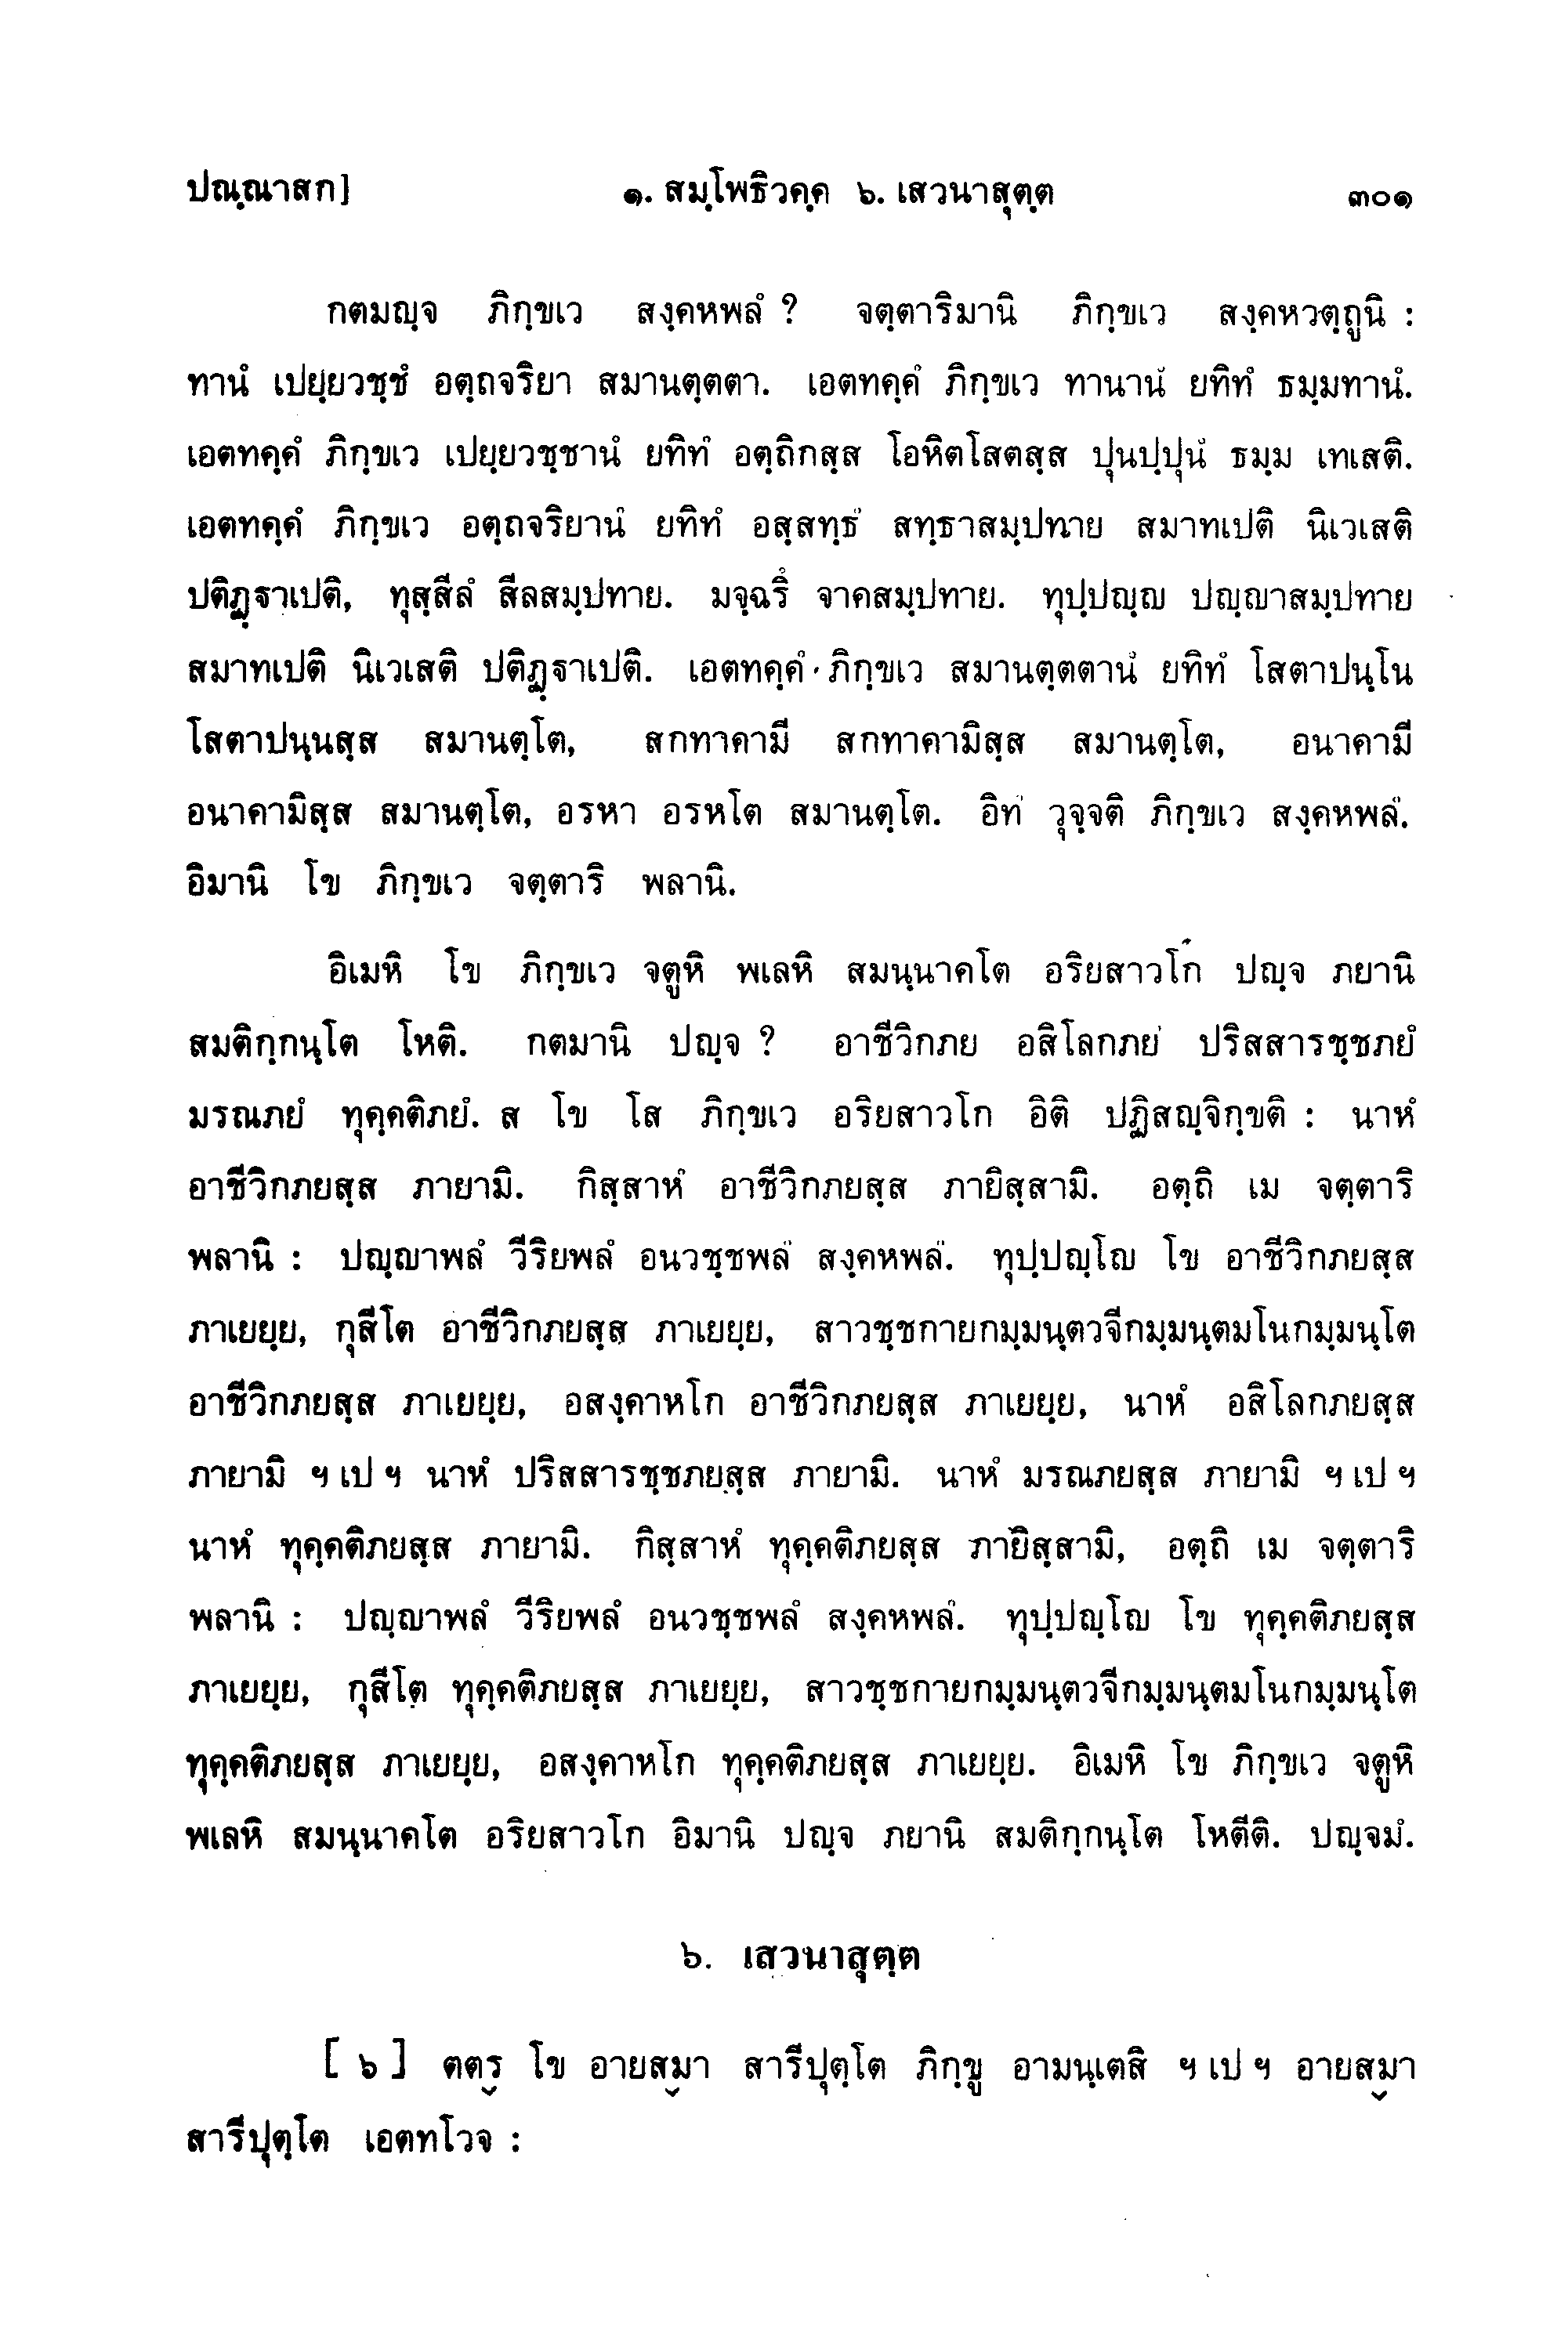 ปณฺณาสก] ๑. สมฺโพธิวคฺค ๖. เสวนาสุตฺต ๓๐๑
กตมญฺจ ภิกฺขเว สงฺคหพลํ ? จตฺตาริมานิ ภิกฺขเว สงฺคหวตฺถูนิ :
ทานํ เปยฺยวชฺชํ อตฺถจริยา สมานตฺตตา. เอตทคฺคํ ภิกฺขเว ทานานํ ยทิทํ ธมฺมทานํ.
เอตทคฺคํ ภิกฺขเว เปยฺยวชฺชานํ ยทิทํ อตฺถิกสฺส โอหิตโสตสฺส ปุนปฺปุนํ ธมฺม เทเสติ.
เอตทคฺคํ ภิกฺขเว อตฺถจริยานํ ยทิทํ อสฺสทฺธํ สทฺธาสมฺปทาย สมาทเปติ นิเวเสติ
ปติฏฺฐาเปติ, ทุสฺสีลํ สีลสมฺปทาย. มจฺฉรึ จาคสมฺปทาย. ทุปฺปญฺญ ปญฺญาสมฺปทาย
สมาทเปติ นิเวเสติ ปติฏฺฐาเปติ. เอตทคฺคํ ภิกฺขเว สมานตฺตตานํ ยทิทํ โสตาปนฺโน
โสตาปนฺนสฺส สมานตฺโต, สกทาคามี สกทาคามิสฺส สมานตฺโต, อนาคามี
อนาคามิสฺส สมานตฺโต, อรหา อรหโต สมานตฺโต. อิทํ วุจฺจติ ภิกฺขเว สงฺคหพลํ.
อิมานิ โข ภิกฺขเว จตฺตาริ พลานิ.
อิเมหิ โข ภิกฺขเว จตูหิ พเลหิ สมนฺนาคโต อริยสาวโก ปญฺจ ภยานิ
สมติกฺกนฺโต โหติ. กตมานิ ปญฺจ ? อาชีวิกภย อสิโลกภยํ ปริสสารชฺชภยํ
มรณภยํ ทุคฺคติภยํ. ส โข โส ภิกฺขเว อริยสาวโก อิติ ปฏิสญฺจิกฺขติ : นาหํ
อาชีวิกภยสฺส ภายามิ. กิสฺสาหํ อาชีวิกภยสฺส ภายิสฺสามิ. อตฺถิ เม จตฺตาริ
พลานิ : ปญฺญาพลํ วีริยพลํ อนวชฺชพลํ สงฺคหพลํ. ทุปฺปญฺโญ โข อาชีวิกภยสฺส
ภาเยยฺย, กุสีโต อาชีวิกภยสฺส ภาเยยฺย, สาวชฺชกายกมฺมนฺตวจีกมฺมนฺตมโนกมฺมนฺโต
อาชีวิกภยสฺส ภาเยยฺย, อสงฺคาหโก อาชีวิกภยสฺส ภาเยยฺย, นาหํ อสิโลกภยสฺส
ภายามิ ฯ เป ฯ นาหํ ปริสสารชฺชภยสฺส ภายามิ. นาหํ มรณภยสฺส ภายามิ ฯ เป ฯ
นาหํ ทุคฺคติภยสฺส ภายามิ. กิสฺสาหํ ทุคฺคติภยสฺส ภายิสฺสามิ, อตฺถิ เม จตฺตาริ
พลานิ : ปญฺญาพลํ วีริยพลํ อนวชฺชพลํ สงฺคหพลํ. ทุปฺปญฺโญ โข ทุคฺคติภยสฺส
ภาเยยฺย, กุสีโต ทุคฺคติภยสฺส ภาเยยฺย, สาวชฺชกายกมฺมนฺตวจีกมฺมนฺตมโนกมฺมนฺโต
ทุคฺคติภยสฺส ภาเยยฺย, อสงฺคาหโก ทุคฺคติภยสฺส ภาเยยฺย. อิเมหิ โข ภิกฺขเว จตูหิ
พเลหิ สมนฺนาคโต อริยสาวโก อิมานิ ปญฺจ ภยานิ สมติกฺกนฺโต โหตีติ. ปญฺจมํ.
๖. เสวนาสุตฺต
[ ๖ ] ตตฺร โข อายสฺมา สารีปุตฺโต ภิกฺขู อามนฺเตสิ ฯ เป ฯ อายสฺมา
สารีปุตฺโต เอตทโวจ :